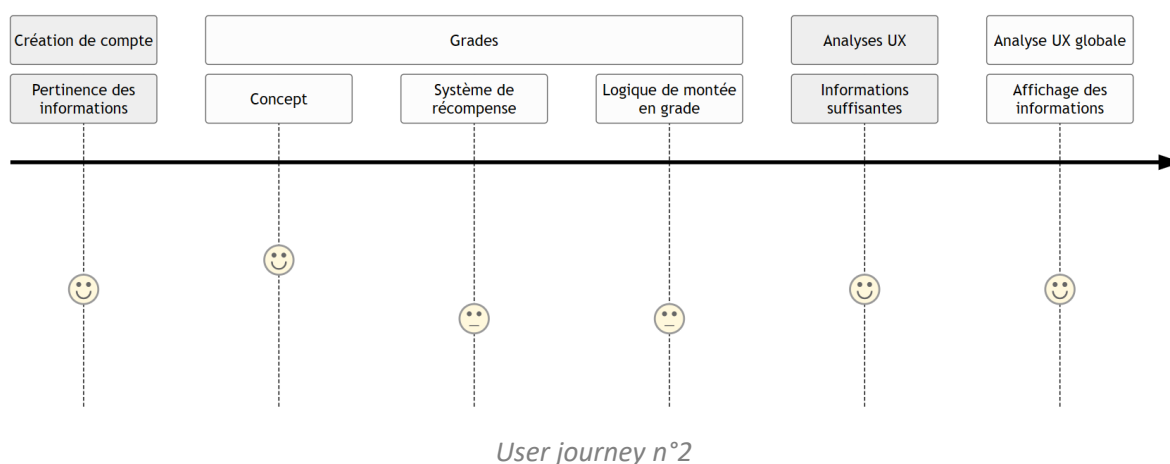 Création de compte
Grades
Analyses UX
Analyse UX globale
Pertinence des
informations
Concept
Système de
récompense
Logique de montée
en grade
Informations
suffisantes
Affichage des
informations
User journey n°2